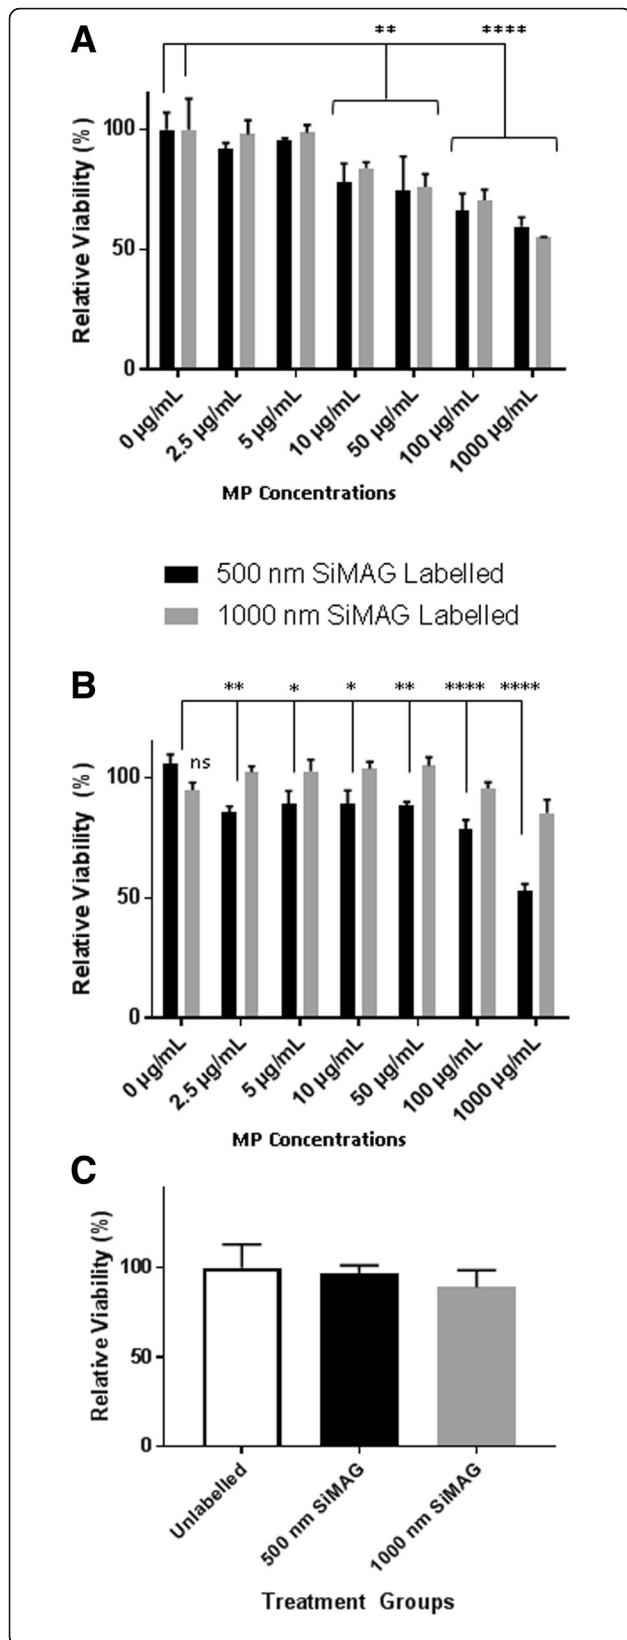 A
** ****
Relative Viability (%)
100
50
0
0 µg/mL
2.5 µg/mL
5 µg/mL
10 µg/mL
50 µg/mL
100 µg/mL
1000 µg/mL
MP Concentrations
500 nm SiMAG Labelled
1000 nm SiMAG Labelled
B
** * * ** **** ****
ns
Relative Viability (%)
100
50
0
0 µg/mL
2.5 µg/mL
5 µg/mL
10 µg/mL
50 µg/mL
100 µg/mL
1000 µg/mL
MP Concentrations
C
Relative Viability (%)
100
50
0
Unlabelled
500 nm SiMAG
1000 nm SiMAG
Treatment Groups